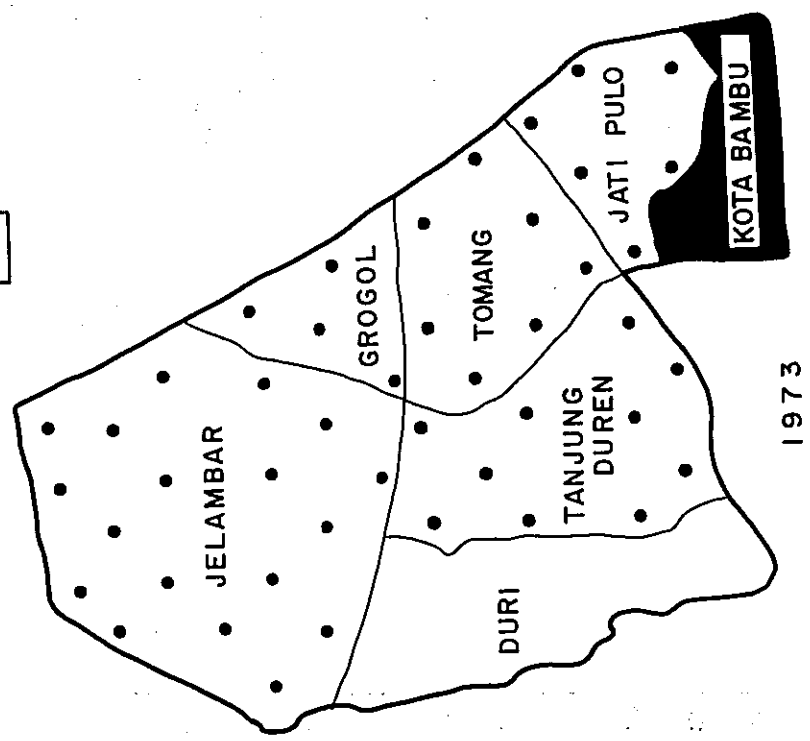 JELAMBAR
GROGOL
TOMANG
JATI PULO
KOTA BAMBU
TANJUNG
DUREN
DURI
1973